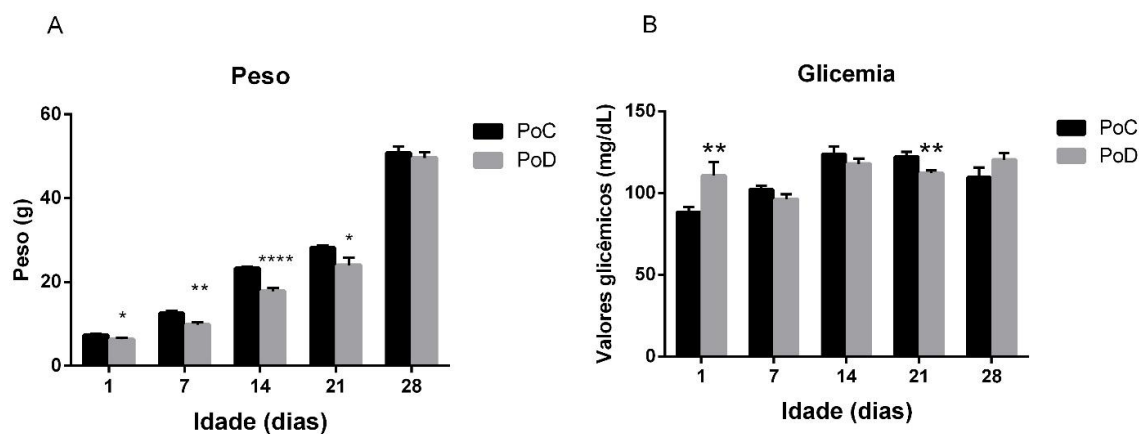 A
Peso
60
40
20
0
Peso (g)
*
**
****
*
1 7 14 21 28
Idade (dias)
PoC
PoD
B
Glicemia
150
100
50
0
Valores glicêmicos (mg/dL)
**
**
1 7 14 21 28
Idade (dias)
PoC
PoD